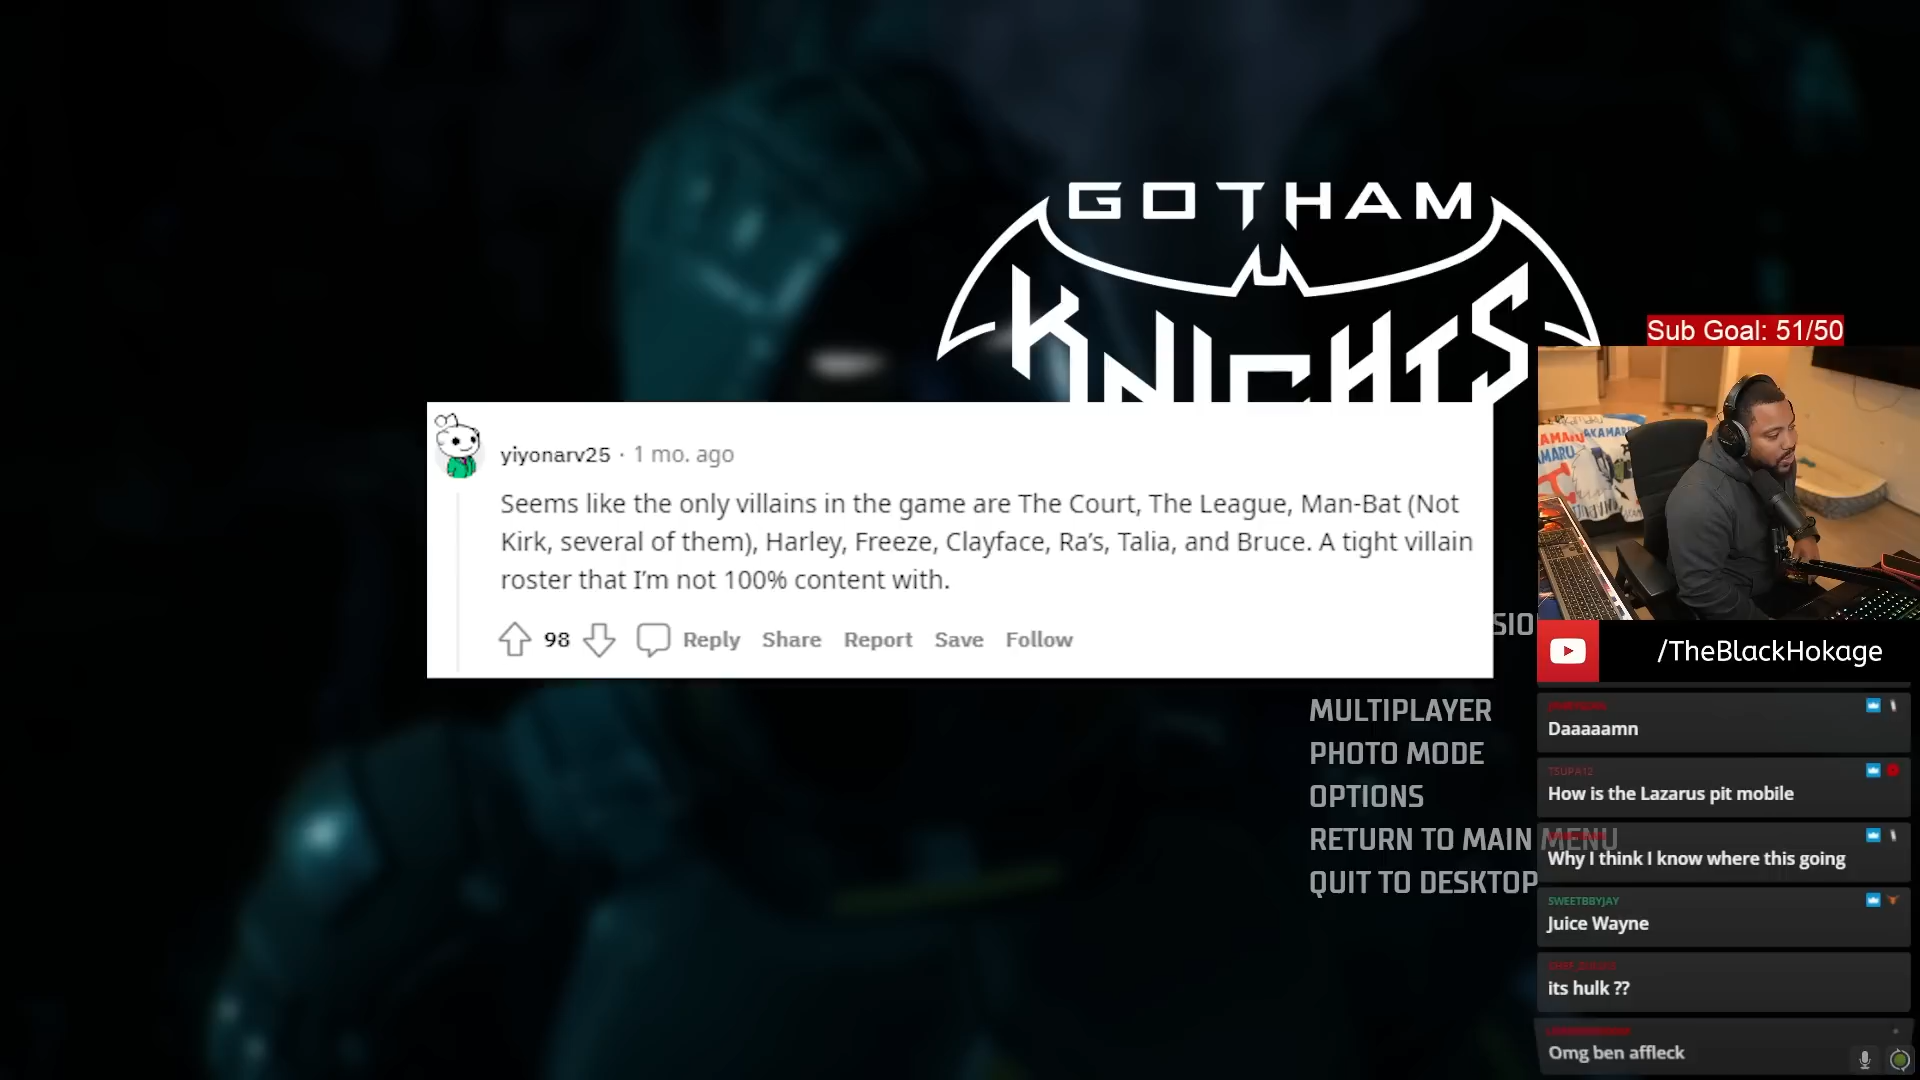 GOTHAM
KNIGHTS
Sub Goal: 51/50
yiyonarv25 · 1 mo. ago
Seems like the only villains in the game are The Court, The League, Man-Bat (Not
Kirk, several of them), Harley, Freeze, Clayface, Ra’s, Talia, and Bruce. A tight villain
roster that I’m not 100% content with.
98 Reply Share Report Save Follow
SIO
MULTIPLAYER
PHOTO MODE
OPTIONS
RETURN TO MAIN MENU
QUIT TO DESKTOP
/TheBlackHokage
Daaaaamn
TSUPA12
How is the Lazarus pit mobile
Why I think I know where this going
SWEETBBYJAY
Juice Wayne
its hulk ??
Omg ben affleck